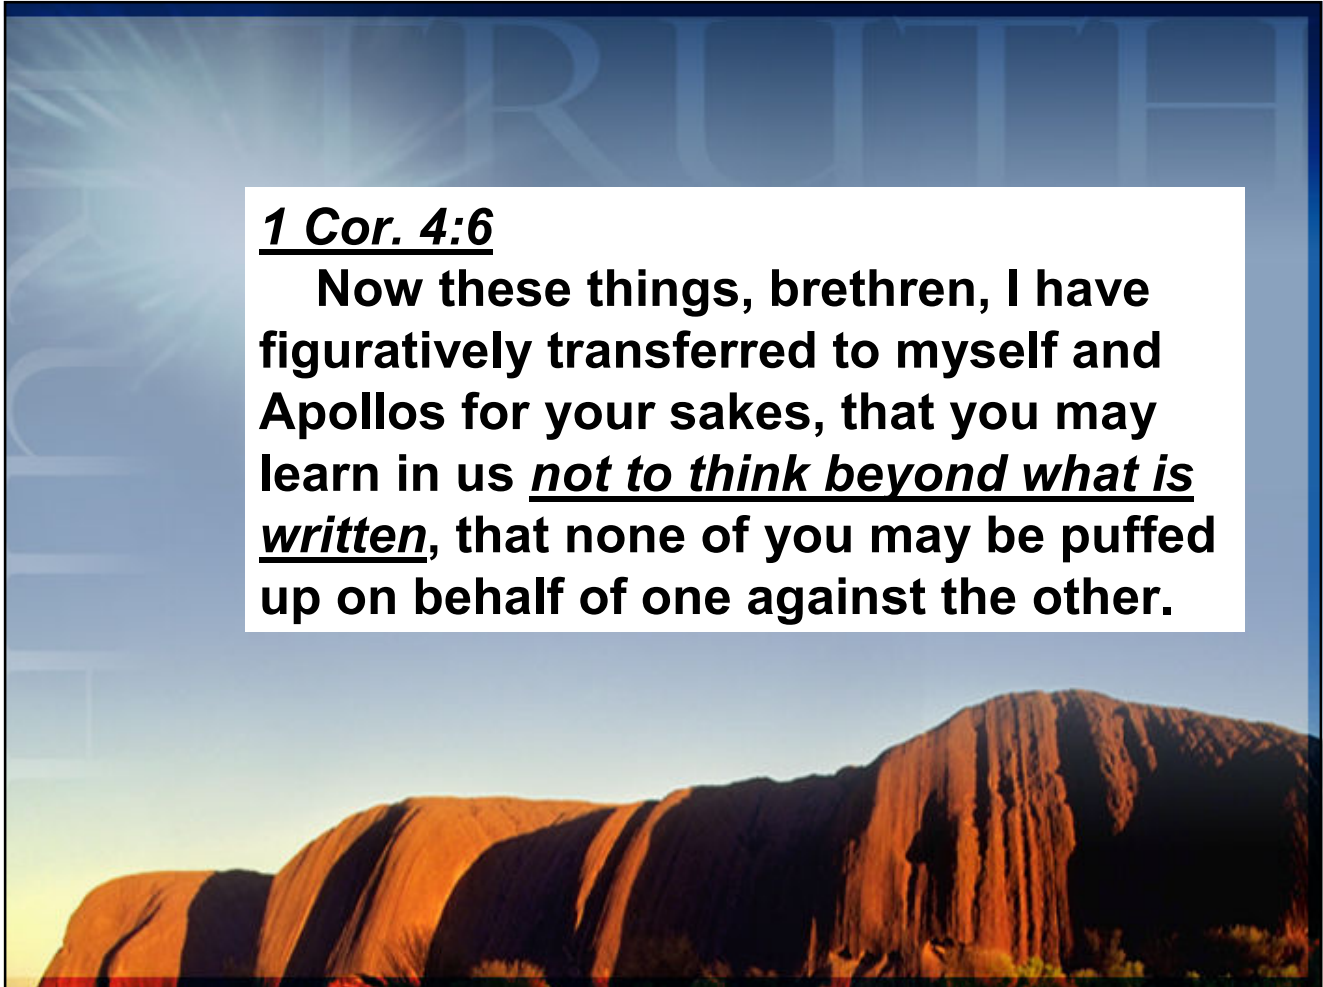 TRUTH
1 Cor. 4:6
Now these things, brethren, I have
figuratively transferred to myself and
Apollos for your sakes, that you may
learn in us not to think beyond what is
written, that none of you may be puffed
up on behalf of one against the other.